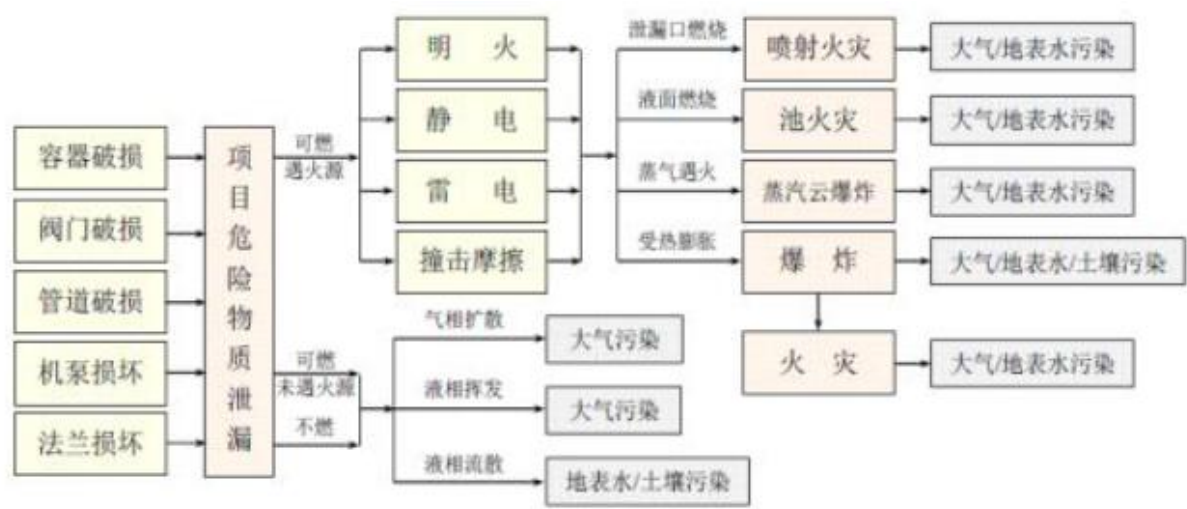 容器破损
阀门破损
管道破损
机泵损坏
法兰损坏
项目危险物质泄漏
可燃
遇火源
可燃
未遇火源
不燃
明 火
静 电
雷 电
撞击摩擦
泄漏口燃烧
液面燃烧
蒸气遇火
受热膨胀
喷射火灾
池火灾
蒸汽云爆炸
爆 炸
火 灾
大气/地表水污染
大气/地表水污染
大气/地表水污染
大气/地表水/土壤污染
大气/地表水污染
气相扩散
液相挥发
液相流散
大气污染
大气污染
地表水/土壤污染